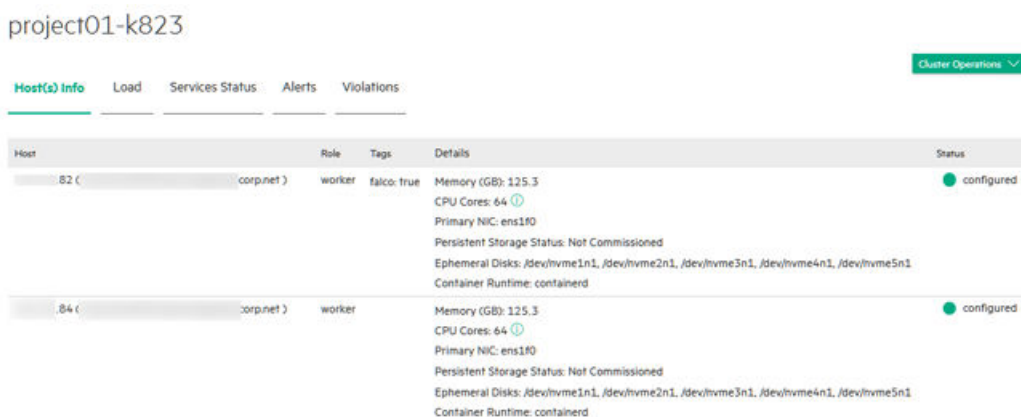 project01-k823
Cluster Operations
Host(s) Info Load Services Status Alerts Violations
Host Role Tags Details Status
.82 ( corp.net ) worker falco: true Memory (GB): 125.3 configured
CPU Cores: 64
Primary NIC: ens1f0
Persistent Storage Status: Not Commissioned
Ephemeral Disks: /dev/nvme1n1, /dev/nvme2n1, /dev/nvme3n1, /dev/nvme4n1, /dev/nvme5n1
Container Runtime: containerd
.84 ( corp.net ) worker Memory (GB): 125.3 configured
CPU Cores: 64
Primary NIC: ens1f0
Persistent Storage Status: Not Commissioned
Ephemeral Disks: /dev/nvme1n1, /dev/nvme2n1, /dev/nvme3n1, /dev/nvme4n1, /dev/nvme5n1
Container Runtime: containerd